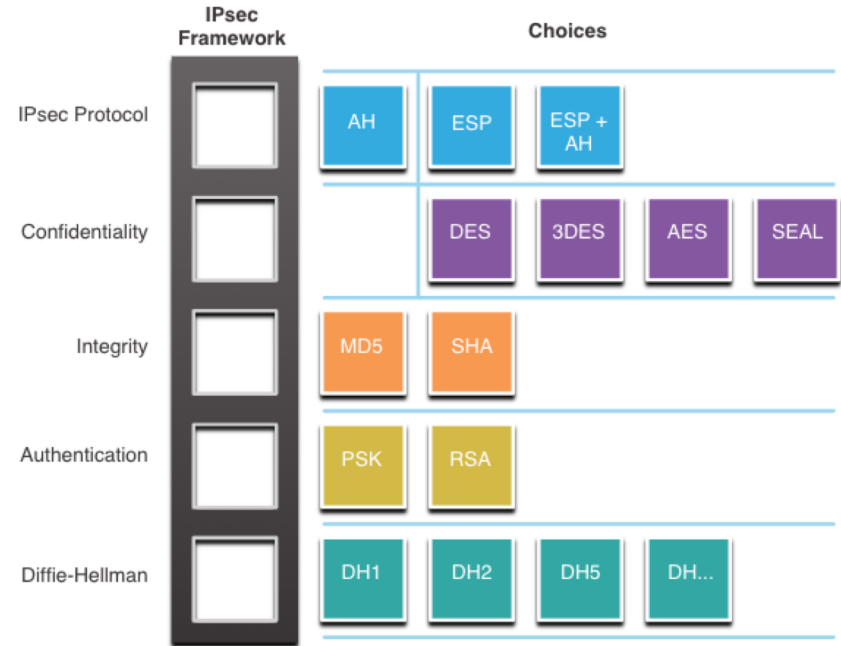 IPsec
Framework
Choices
IPsec Protocol
AH
ESP
ESP +
AH
Confidentiality
DES
3DES
AES
SEAL
Integrity
MD5
SHA
Authentication
PSK
RSA
Diffie-Hellman
DH1
DH2
DH5
DH...